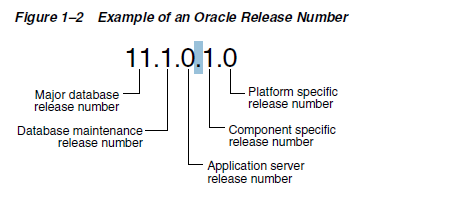 Figure 1–2 Example of an Oracle Release Number
11.1.0.1.0
Major database
release number
Database maintenance
release number
Platform specific
release number
Component specific
release number
Application server
release number